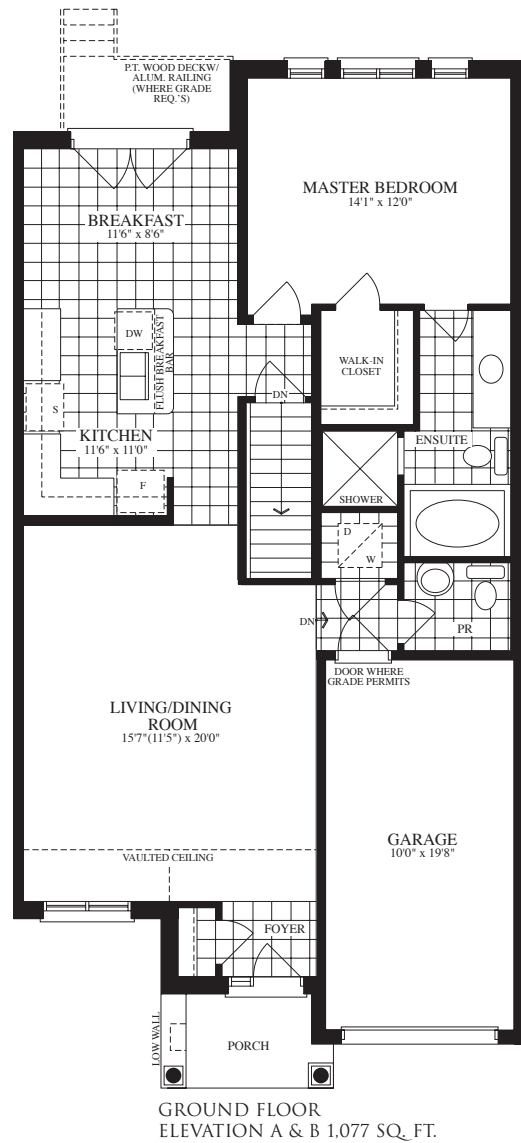 P.T. WOOD DECKW/
ALUM. RAILING
(WHERE GRADE
REQ.'S)
MASTER BEDROOM
14'1" x 12'0"
BREAKFAST
11'6" x 8'6"
DW
FLUSH BREAKFAST
BAR
WALK-IN
CLOSET
DN
S
KITCHEN
11'6" x 11'0"
ENSUITE
F
SHOWER
D
W
DN
PR
DOOR WHERE
GRADE PERMITS
LIVING/DINING
ROOM
15'7"(11'5") x 20'0"
GARAGE
10'0" x 19'8"
VAULTED CEILING
FOYER
LOW WALL
PORCH
GROUND FLOOR
ELEVATION A & B 1,077 SQ. FT.